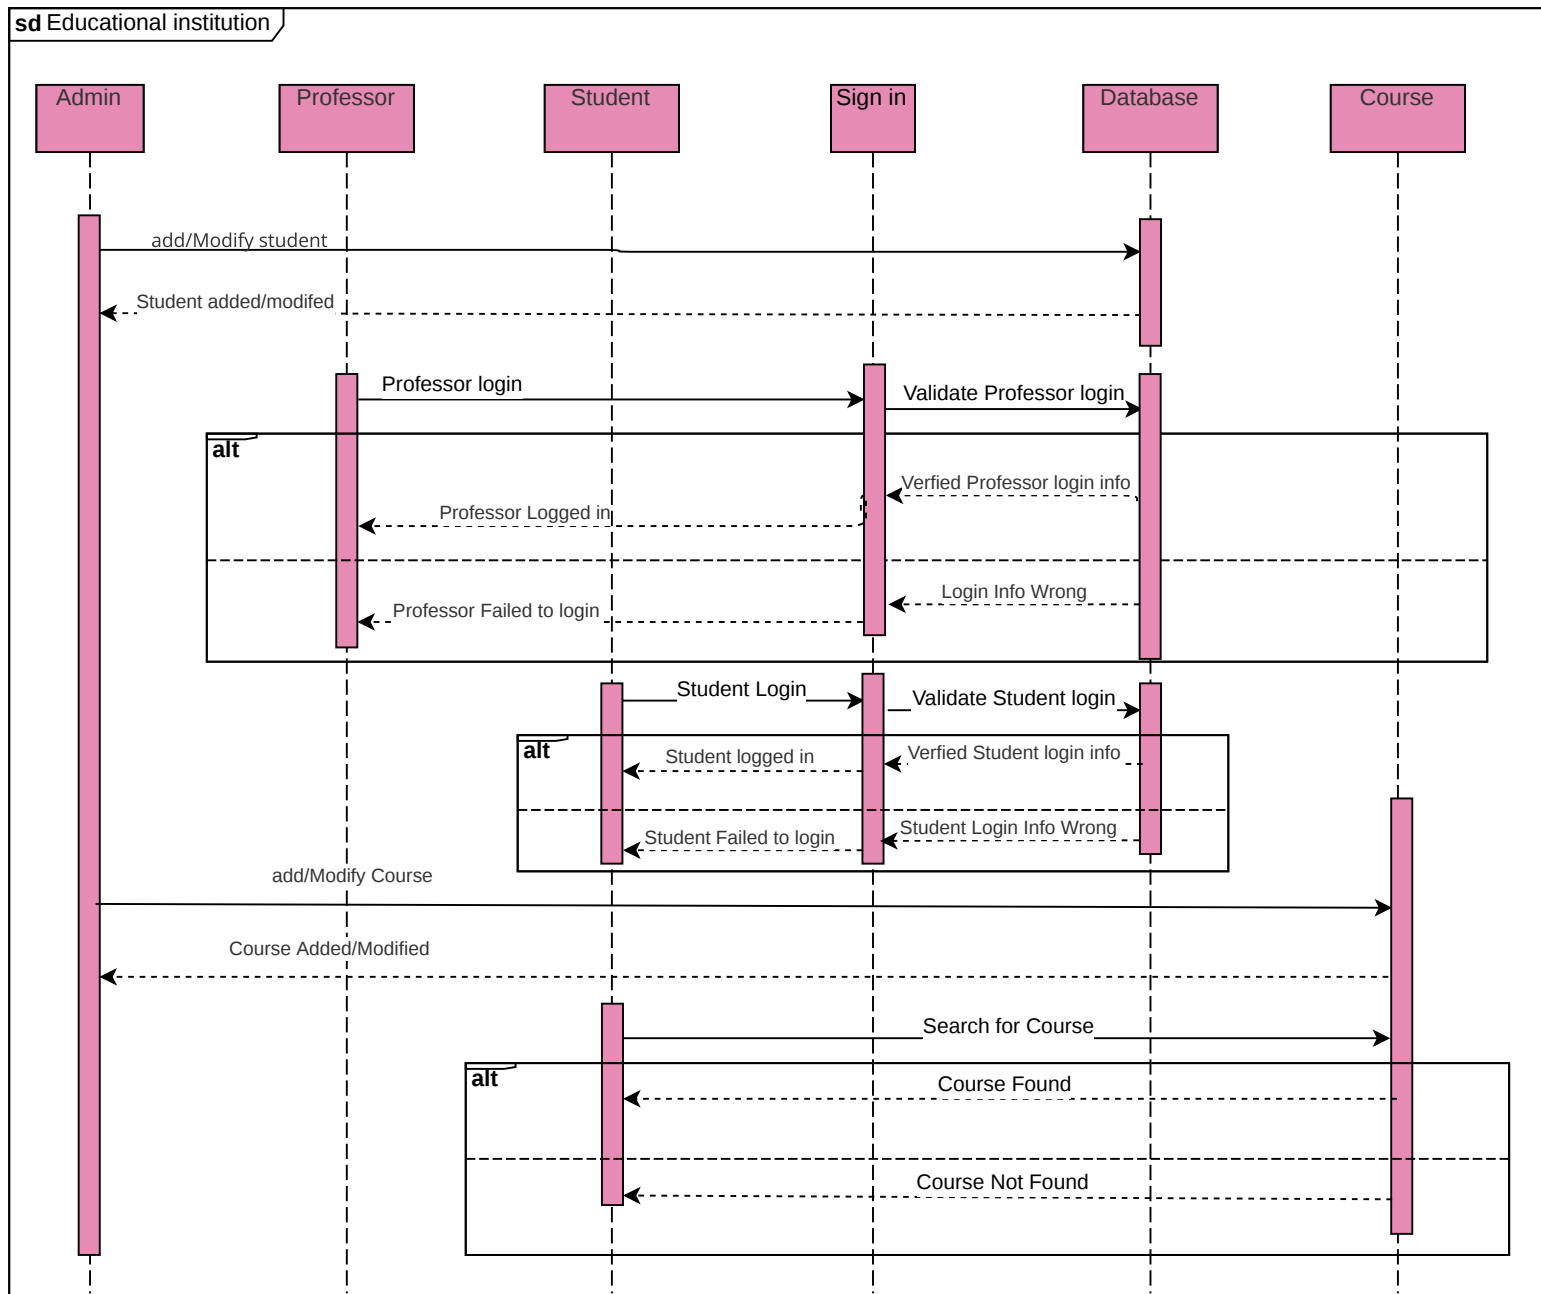 sd Educational institution
Admin
Professor
Student
Sign in
Database
Course
add/Modify student
Student added/modifed
Professor login
Validate Professor login
alt
Verfied Professor login info
Professor Logged in
Login Info Wrong
Professor Failed to login
Student Login
Validate Student login
alt
Student logged in
Verfied Student login info
Student Login Info Wrong
Student Failed to login
add/Modify Course
Course Added/Modified
Search for Course
alt
Course Found
Course Not Found